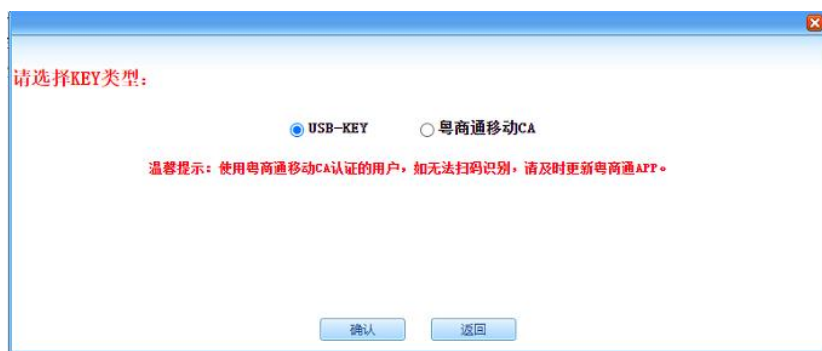 请选择KEY类型：
USB-KEY 粤商通移动CA
温馨提示：使用粤商通移动CA认证的用户，如无法扫码识别，请及时更新粤商通APP。
确认 返回